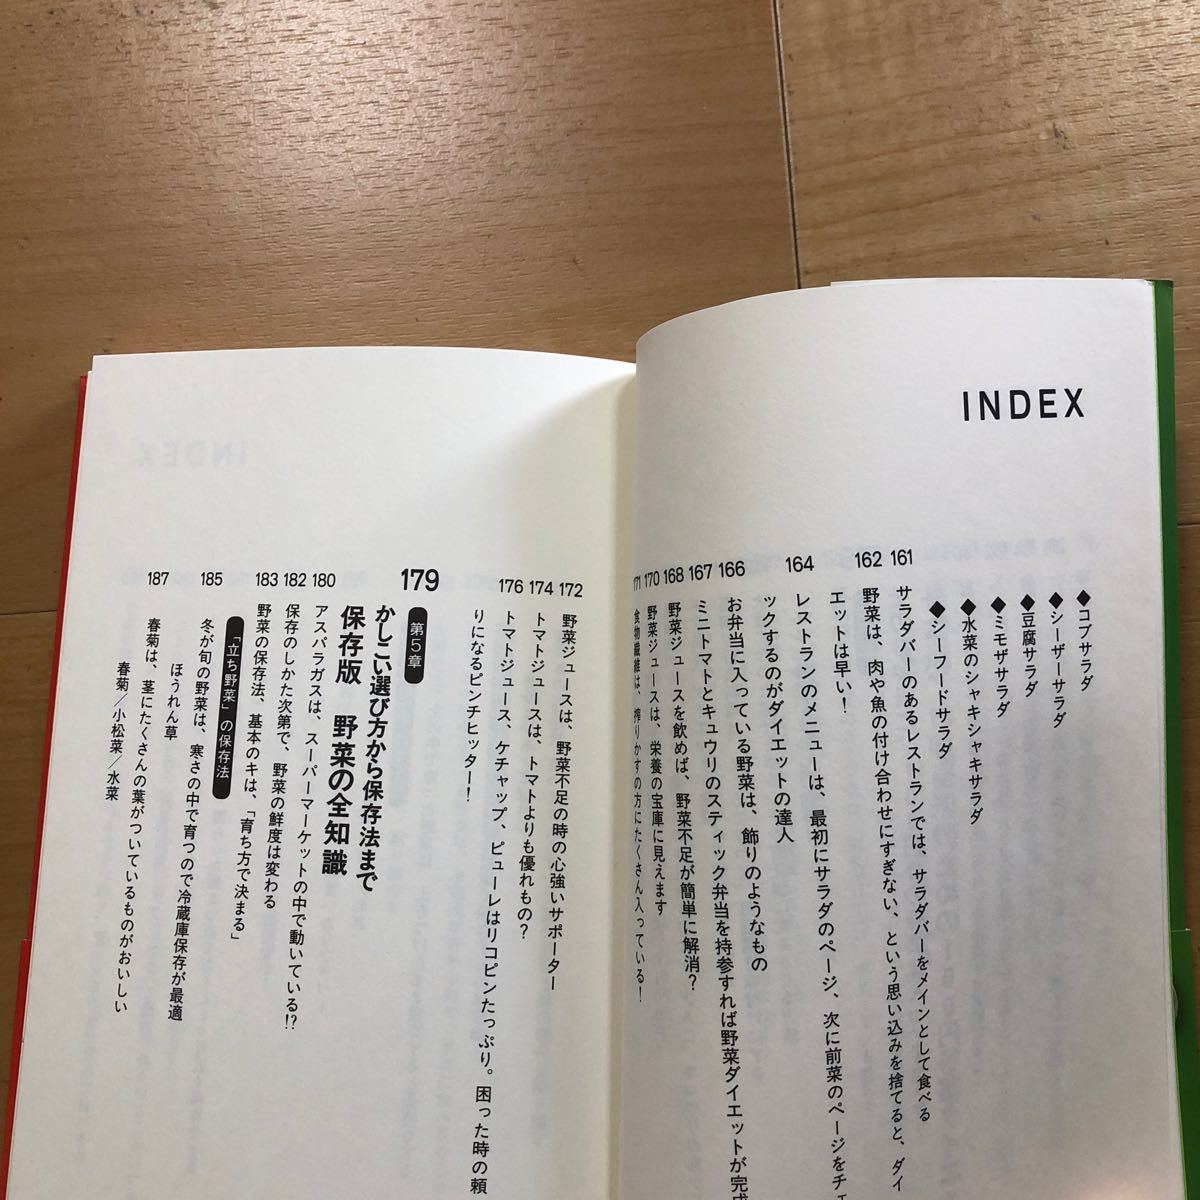 INDEX
◆コブサラダ
◆シーザーサラダ
◆豆腐サラダ
◆ミモザサラダ
◆水菜のシャキシャキサラダ
◆シーフードサラダ
161 サラダバーのあるレストランでは、サラダバーをメインとして食べる
162 野菜は、肉や魚の付け合わせにすぎない、という思い込みを捨てると、ダイ
エットは早い!
164 レストランのメニューは、最初にサラダのページ、次に前菜のページをチェ
ックするのがダイエットの達人
166 お弁当に入っている野菜は、飾りのようなもの
167 ミニトマトとキュウリのスティック弁当を持参すれば野菜ダイエットが完成
168 野菜ジュースを飲めば、野菜不足が簡単に解消?
170 野菜ジュースは、栄養の宝庫に見えます
171 食物繊維は、搾りかすの方にたくさん入っている!
172 野菜ジュースは、野菜不足の時の心強いサポーター
174 トマトジュースは、トマトよりも優れもの?
176 トマトジュース、ケチャップ、ピューレはリコピンたっぷり。困った時の頼
りになるピンチヒッター!
179 第5章
かしこい選び方から保存法まで
保存版 野菜の全知識
180 アスパラガスは、スーパーマーケットの中で動いている!?
182 保存のしかた次第で、野菜の鮮度は変わる
183 野菜の保存法、基本のキは、「育ち方で決まる」
「立ち野菜」の保存法
185 冬が旬の野菜は、寒さの中で育つので冷蔵庫保存が最適
ほうれん草
187 春菊は、茎にたくさんの葉がついているものがおいしい
春菊/小松菜/水菜